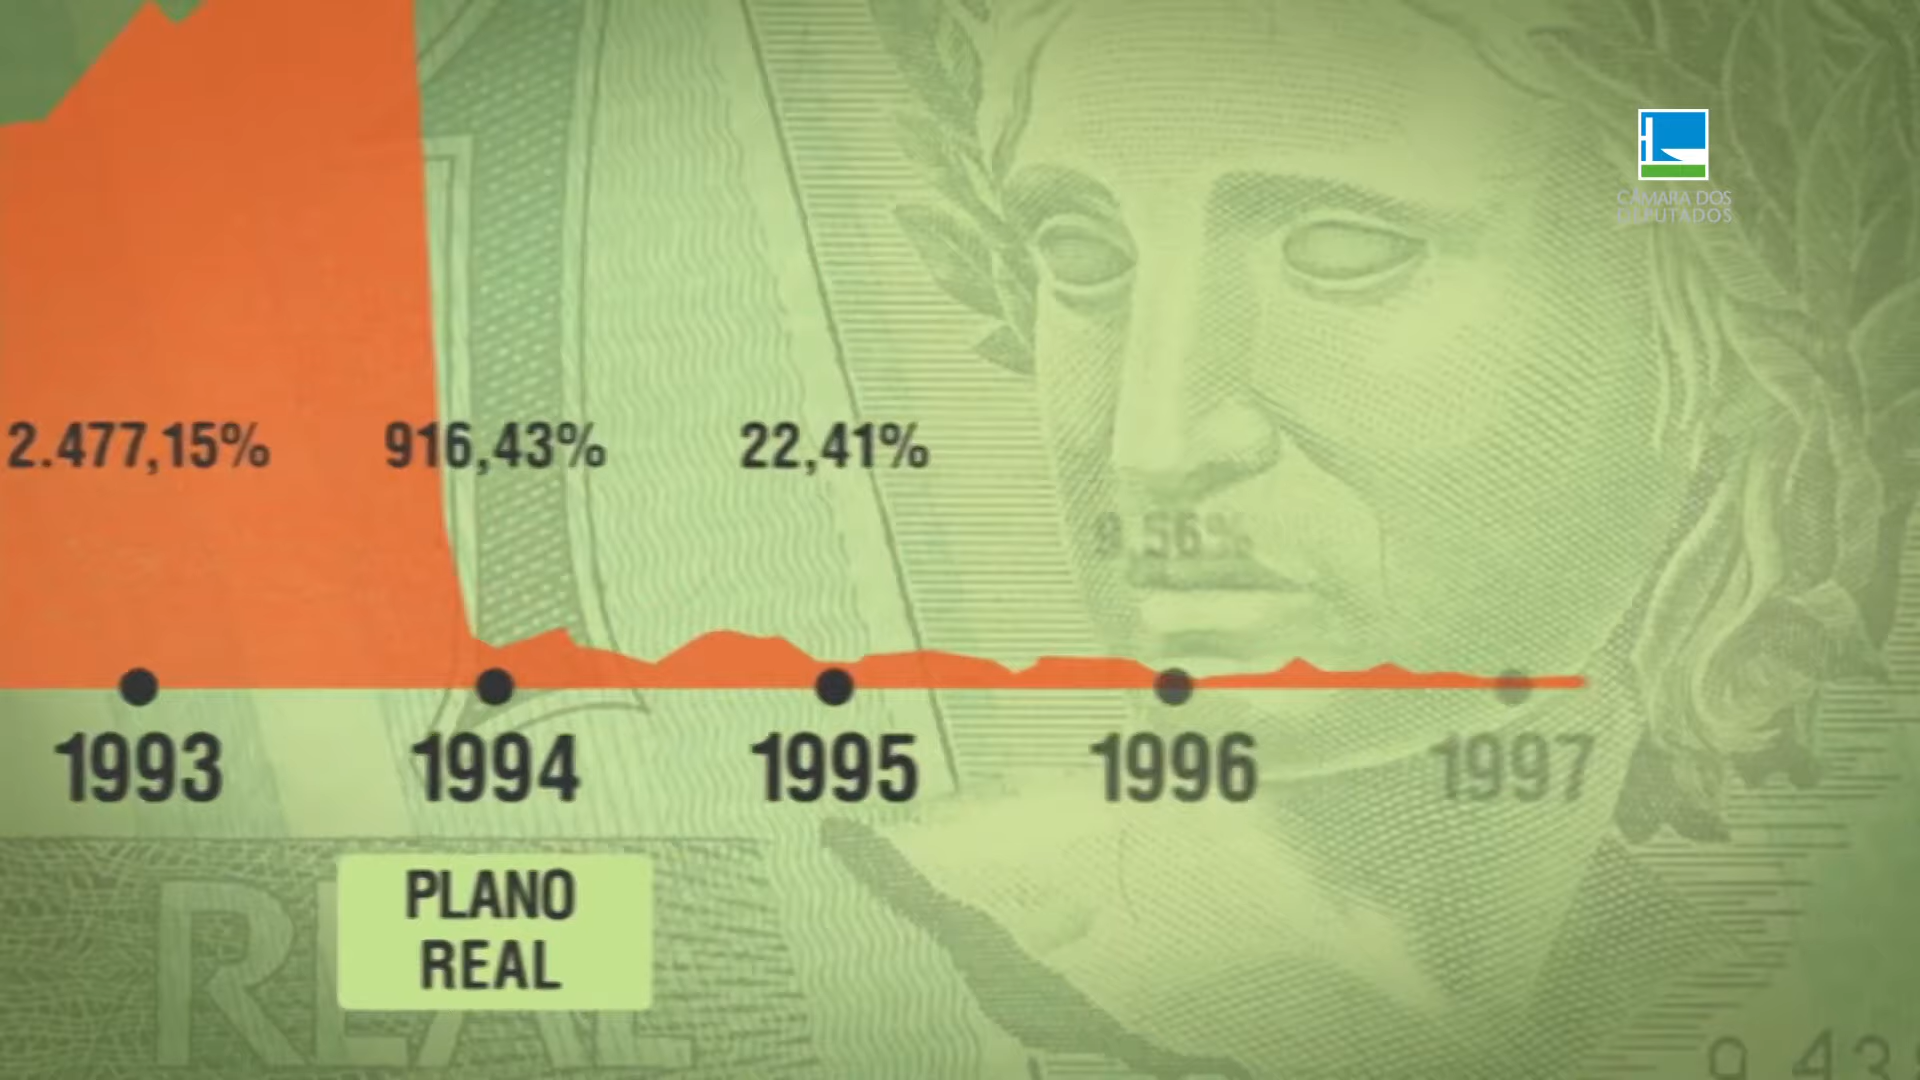 CÂMARA DOS
DEPUTADOS
2.477,15% 916,43% 22,41%
9,56%
1993 1994 1995 1996 1997
PLANO
REAL
REAL